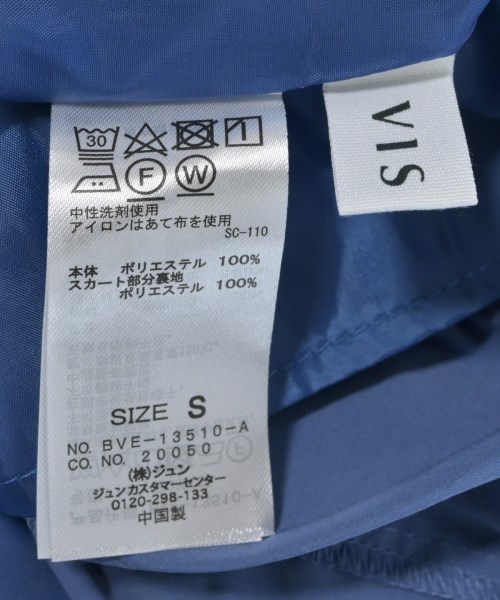 VIS
30
F W
中性洗剤使用
アイロンはあて布を使用
SC-110
本体 ポリエステル 100%
スカート部分裏地
ポリエステル 100%
SIZE S
NO. BVE-13510-A
CO. NO. 20050
(株)ジュン
ジュンカスタマーセンター
0120-298-133
中国製